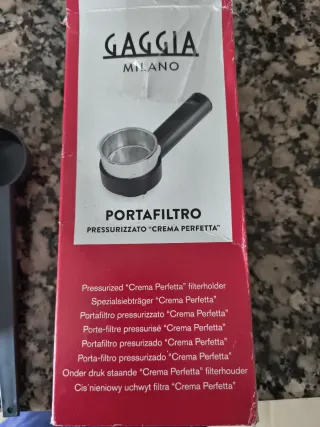 GAGGIA
MILANO
PORTAFILTRO
PRESSURIZZATO "CREMA PERFETTA"
Pressurized "Crema Perfetta" filterholder
Spezialsiebträger "Crema Perfetta"
Portafiltro pressurizzato "Crema Perfetta"
Porte-filtre pressurisé "Crema Perfetta"
Portafiltro presurizado "Crema Perfetta"
Porta-filtro pressurizado "Crema Perfetta"
Onder druk staande "Crema Perfetta" filterhouder
Ciśnieniowy uchwyt filtra "Crema Perfetta"